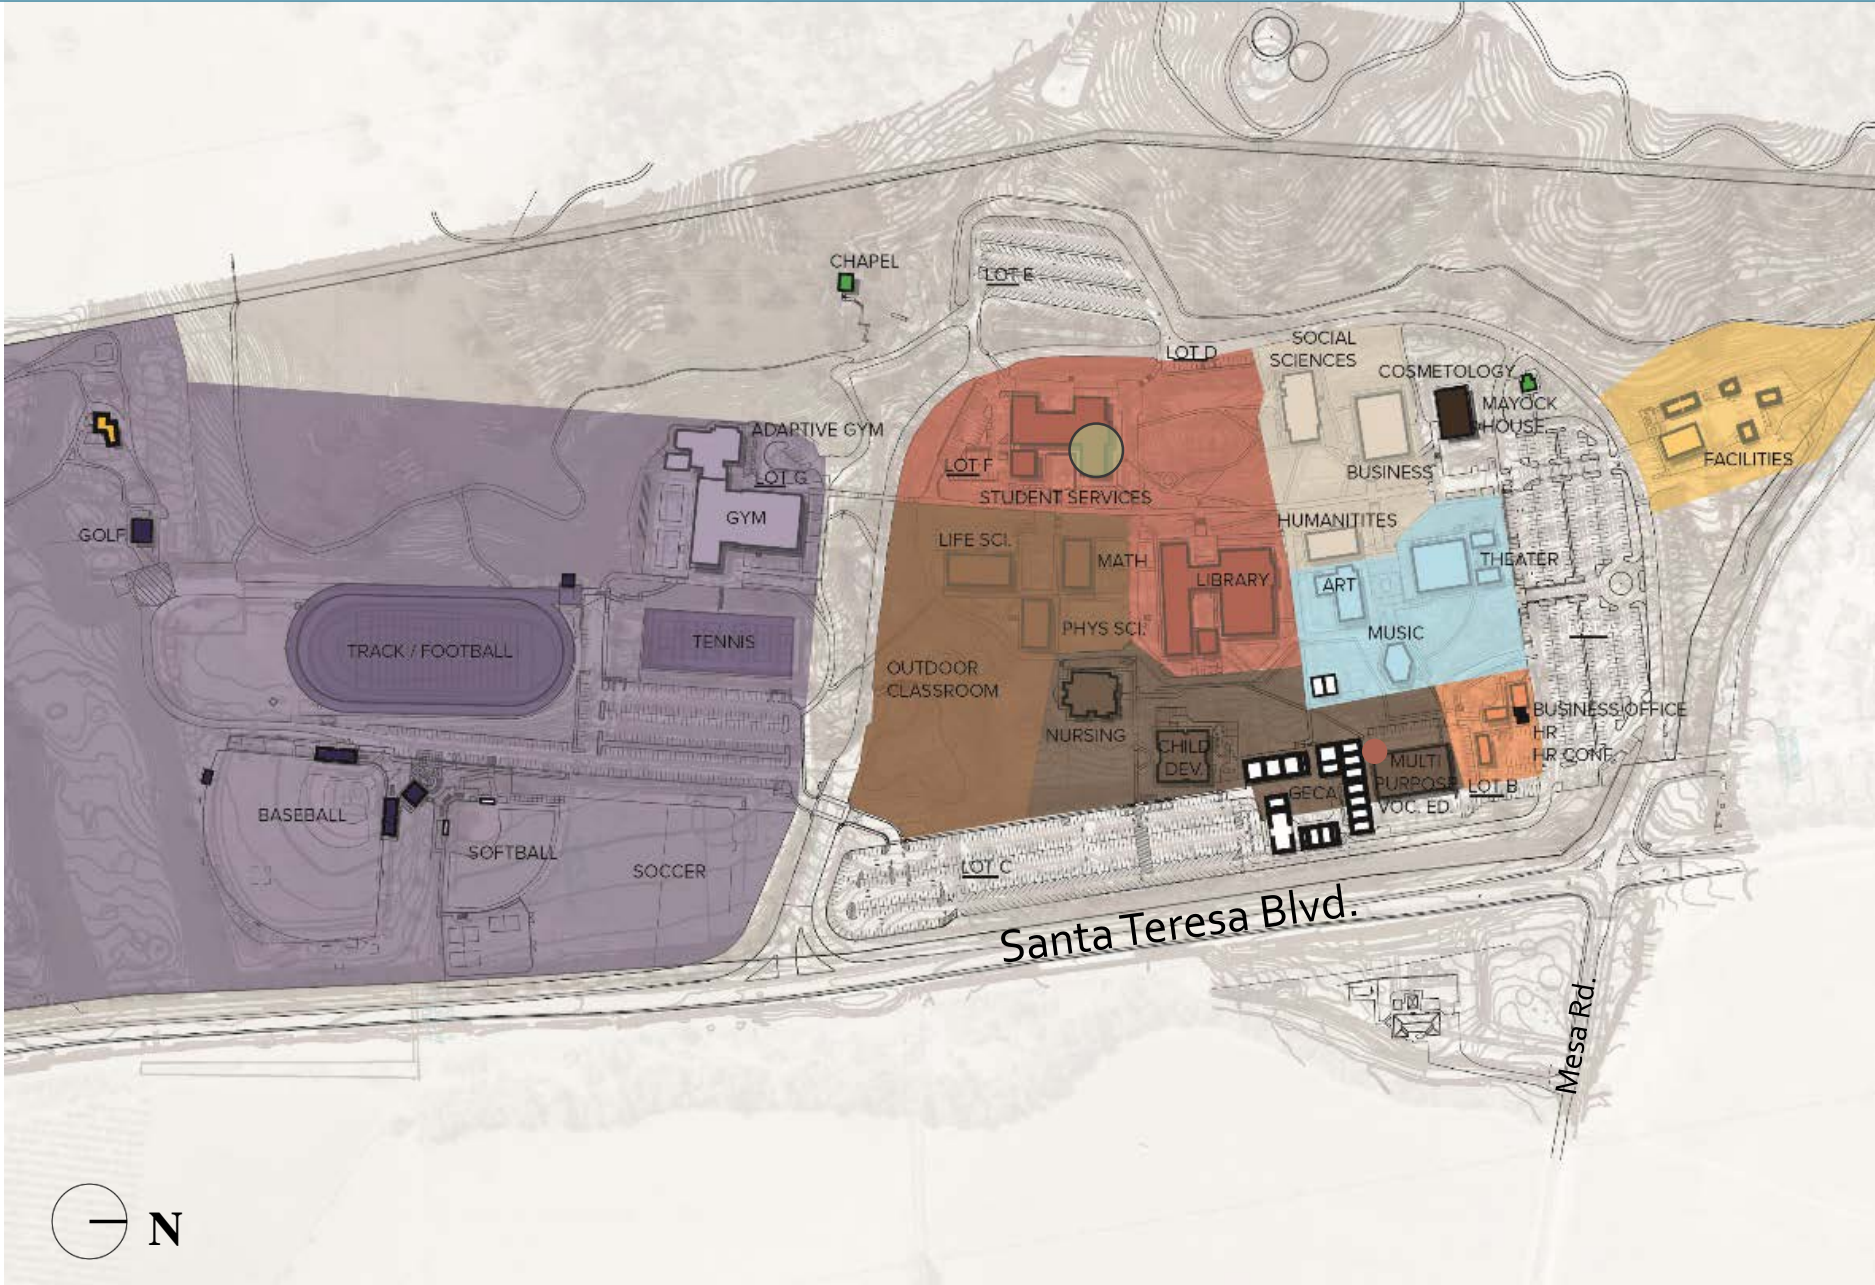 CHAPEL
LOT E
SOCIAL
SCIENCES
LOT D
COSMETOLOGY
MAYOCK
HOUSE
ADAPTIVE GYM
LOT F
LOT G
BUSINESS
FACILITIES
STUDENT SERVICES
GYM
HUMANITITES
GOLF
LIFE SCI.
MATH
LIBRARY
ART
THEATER
TRACK / FOOTBALL
TENNIS
PHYS SCI.
MUSIC
OUTDOOR
CLASSROOM
NURSING
CHILD
DEV.
BUSINESS OFFICE
HR
HR CONF.
MULTI
PURPOSE
VOC. ED
GECA
LOT B
BASEBALL
SOFTBALL
SOCCER
LOT C
Santa Teresa Blvd.
Mesa Rd.
N